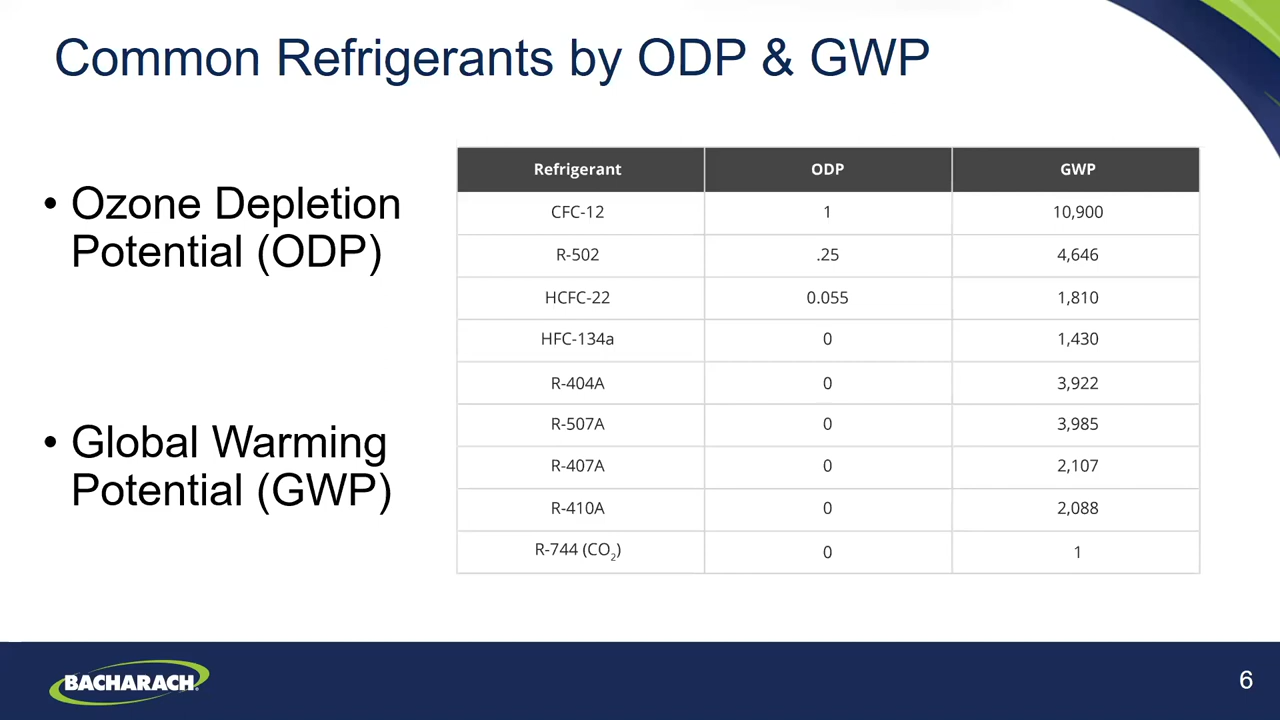 Common Refrigerants by ODP & GWP
• Ozone Depletion
Potential (ODP)
• Global Warming
Potential (GWP)
Refrigerant ODP GWP
CFC-12 1 10,900
R-502 .25 4,646
HCFC-22 0.055 1,810
HFC-134a 0 1,430
R-404A 0 3,922
R-507A 0 3,985
R-407A 0 2,107
R-410A 0 2,088
R-744 (CO₂) 0 1
BACHARACH®
6